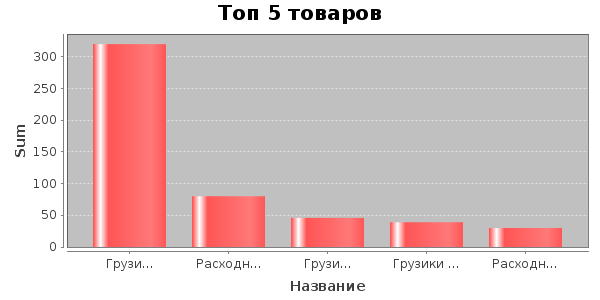 Топ 5 товаров
Sum
300
250
200
150
100
50
0
Грузи...
Расходн...
Грузи...
Грузики ...
Расходн...
Название